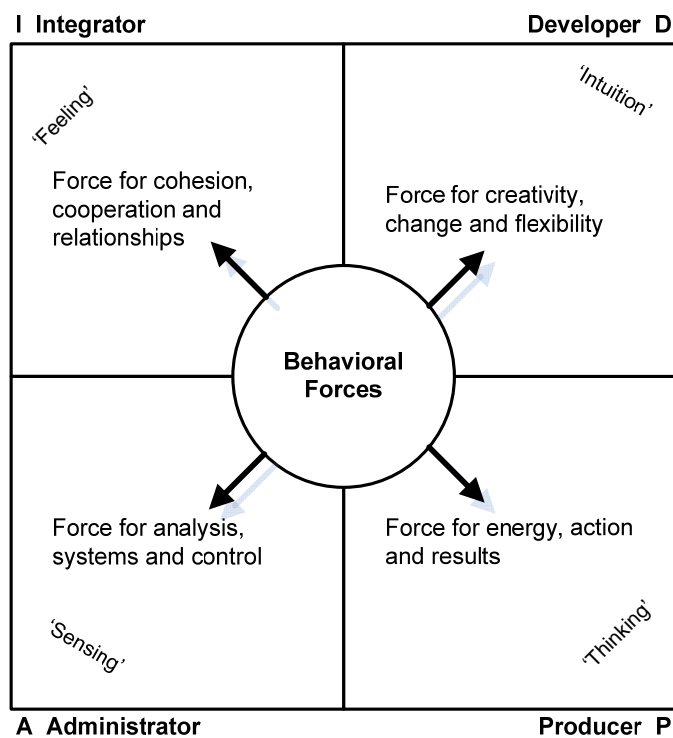 I Integrator
Developer D
'Feeling'
'Intuition'
Force for cohesion,
cooperation and
relationships
Force for creativity,
change and flexibility
Behavioral
Forces
Force for analysis,
systems and control
Force for energy, action
and results
'Sensing'
'Thinking'
A Administrator
Producer P